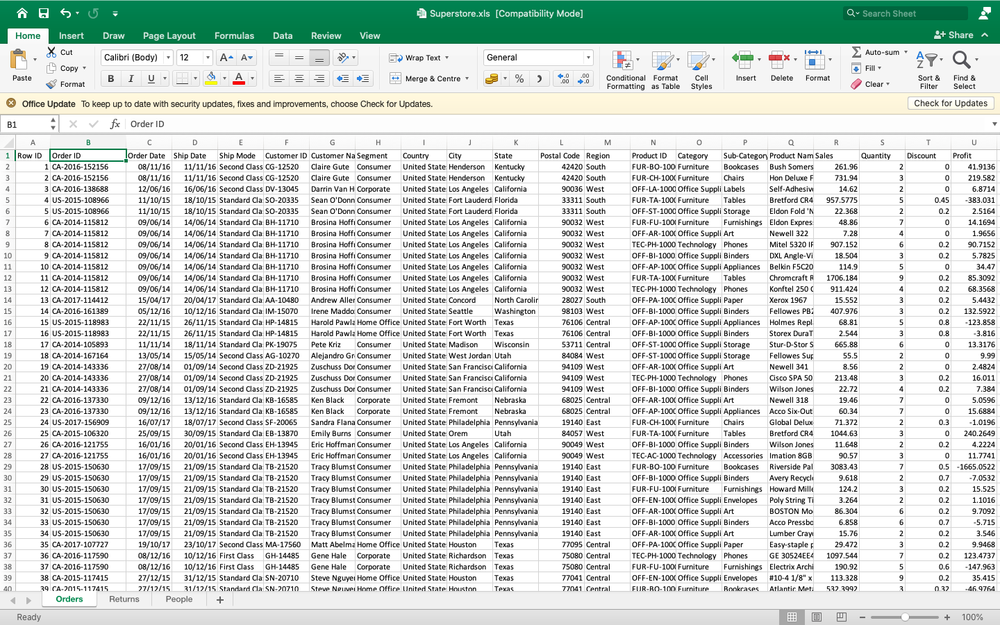 Superstore.xls [Compatibility Mode]
Search Sheet
Home Insert Draw Page Layout Formulas Data Review View
Share
Paste
Cut
Copy
Format
Calibri (Body) 12
Wrap Text
Merge & Centre
General
Conditional Formatting
Format as Table
Cell Styles
Insert Delete Format
Auto-sum
Fill
Clear
Sort & Filter
Find & Select
Office Update To keep up to date with security updates, fixes and improvements, choose Check for Updates.
Check for Updates
B1 fx Order ID
A B C D E F G H I J K L M N O P Q R S T U
1 Row ID Order ID Order Date Ship Date Ship Mode Customer ID Customer Na Segment Country City State Postal Code Region Product ID Category Sub-Category Product Nam Sales Quantity Discount Profit
2 1 CA-2016-152156 08/11/16 11/11/16 Second Class CG-12520 Claire Gute Consumer United State Henderson Kentucky 42420 South FUR-BO-100 Furniture Bookcases Bush Somers 261.96 2 0 41.9136
3 2 CA-2016-152156 08/11/16 11/11/16 Second Class CG-12520 Claire Gute Consumer United State Henderson Kentucky 42420 South FUR-CH-100 Furniture Chairs Hon Deluxe F 731.94 3 0 219.582
4 3 CA-2016-138688 12/06/16 16/06/16 Second Class DV-13045 Darrin Van H Corporate United State Los Angeles California 90036 West OFF-LA-1000 Office Suppli Labels Self-Adhesiv 14.62 2 0 6.8714
5 4 US-2015-108966 11/10/15 18/10/15 Standard Cla SO-20335 Sean O'Donn Consumer United State Fort Lauderd Florida 33311 South FUR-TA-1000 Furniture Tables Bretford CR4 957.5775 5 0.45 -383.031
6 5 US-2015-108966 11/10/15 18/10/15 Standard Cla SO-20335 Sean O'Donn Consumer United State Fort Lauderd Florida 33311 South OFF-ST-1000 Office Suppli Storage Eldon Fold 'N 22.368 2 0.2 2.5164
7 6 CA-2014-115812 09/06/14 14/06/14 Standard Cla BH-11710 Brosina Hoff Consumer United State Los Angeles California 90032 West FUR-FU-1000 Furniture Furnishings Eldon Expres 48.86 7 0 14.1694
8 7 CA-2014-115812 09/06/14 14/06/14 Standard Cla BH-11710 Brosina Hoff Consumer United State Los Angeles California 90032 West OFF-AR-1000 Office Suppli Art Newell 322 7.28 4 0 1.9656
9 8 CA-2014-115812 09/06/14 14/06/14 Standard Cla BH-11710 Brosina Hoff Consumer United State Los Angeles California 90032 West TEC-PH-1000 Technology Phones Mitel 5320 IP 907.152 6 0.2 90.7152
10 9 CA-2014-115812 09/06/14 14/06/14 Standard Cla BH-11710 Brosina Hoff Consumer United State Los Angeles California 90032 West OFF-BI-1000 Office Suppli Binders DXL Angle-Vi 18.504 3 0.2 5.7825
11 10 CA-2014-115812 09/06/14 14/06/14 Standard Cla BH-11710 Brosina Hoff Consumer United State Los Angeles California 90032 West OFF-AP-1000 Office Suppli Appliances Belkin F5C20 114.9 5 0 34.47
12 11 CA-2014-115812 09/06/14 14/06/14 Standard Cla BH-11710 Brosina Hoff Consumer United State Los Angeles California 90032 West FUR-TA-1000 Furniture Tables Chromcraft R 1706.184 9 0.2 85.3092
13 12 CA-2014-115812 09/06/14 14/06/14 Standard Cla BH-11710 Brosina Hoff Consumer United State Los Angeles California 90032 West TEC-PH-1000 Technology Phones Konftel 250 C 911.424 4 0.2 68.3568
14 13 CA-2017-114412 15/04/17 20/04/17 Standard Cla AA-10480 Andrew Aller Consumer United State Concord North Carolir 28027 South OFF-PA-1000 Office Suppli Paper Xerox 1967 15.552 3 0.2 5.4432
15 14 CA-2016-161389 05/12/16 10/12/16 Standard Cla IM-15070 Irene Maddo Consumer United State Seattle Washington 98103 West OFF-BI-1000 Office Suppli Binders Fellowes PB2 407.976 3 0.2 132.5922
16 15 US-2015-118983 22/11/15 26/11/15 Standard Cla HP-14815 Harold Pawla Home Office United State Fort Worth Texas 76106 Central OFF-AP-1000 Office Suppli Appliances Holmes Repl 68.81 5 0.8 -123.858
17 16 US-2015-118983 22/11/15 26/11/15 Standard Cla HP-14815 Harold Pawla Home Office United State Fort Worth Texas 76106 Central OFF-BI-1000 Office Suppli Binders Storex DuraT 2.544 3 0.8 -3.816
18 17 CA-2014-105893 11/11/14 18/11/14 Standard Cla PK-19075 Pete Kriz Consumer United State Madison Wisconsin 53711 Central OFF-ST-1000 Office Suppli Storage Stur-D-Stor S 665.88 6 0 13.3176
19 18 CA-2014-167164 13/05/14 15/05/14 Second Class AG-10270 Alejandro Gr Consumer United State West Jordan Utah 84084 West OFF-ST-1000 Office Suppli Storage Fellowes Sup 55.5 2 0 9.99
20 19 CA-2014-143336 27/08/14 01/09/14 Second Class ZD-21925 Zuschuss Dor Consumer United State San Francisco California 94109 West OFF-AR-1000 Office Suppli Art Newell 341 8.56 2 0 2.4824
21 20 CA-2014-143336 27/08/14 01/09/14 Second Class ZD-21925 Zuschuss Dor Consumer United State San Francisco California 94109 West TEC-PH-1000 Technology Phones Cisco SPA 50 213.48 3 0.2 16.011
22 21 CA-2014-143336 27/08/14 01/09/14 Second Class ZD-21925 Zuschuss Dor Consumer United State San Francisco California 94109 West OFF-BI-1000 Office Suppli Binders Wilson Jones 22.72 4 0.2 7.384
23 22 CA-2016-137330 09/12/16 13/12/16 Standard Cla KB-16585 Ken Black Corporate United State Fremont Nebraska 68025 Central OFF-AR-1000 Office Suppli Art Newell 318 19.46 7 0 5.0596
24 23 CA-2016-137330 09/12/16 13/12/16 Standard Cla KB-16585 Ken Black Corporate United State Fremont Nebraska 68025 Central OFF-AP-1000 Office Suppli Appliances Acco Six-Out 60.34 7 0 15.6884
25 24 US-2017-156909 16/07/17 18/07/17 Second Class SF-20065 Sandra Flana Consumer United State Philadelphia Pennsylvania 19140 East FUR-CH-1000 Furniture Chairs Global Delux 71.372 2 0.3 -1.0196
26 25 CA-2015-106320 25/09/15 30/09/15 Standard Cla EB-13870 Emily Burns Consumer United State Orem Utah 84057 West FUR-TA-1000 Furniture Tables Bretford CR4 1044.63 3 0 240.2649
27 26 CA-2016-121755 16/01/16 20/01/16 Second Class EH-13945 Eric Hoffman Consumer United State Los Angeles California 90049 West OFF-BI-1000 Office Suppli Binders Wilson Jones 11.648 2 0.2 4.2224
28 27 CA-2016-121755 16/01/16 20/01/16 Second Class EH-13945 Eric Hoffman Consumer United State Los Angeles California 90049 West TEC-AC-1000 Technology Accessories Imation 8GB 90.57 3 0 11.7741
29 28 US-2015-150630 17/09/15 21/09/15 Standard Cla TB-21520 Tracy Blumst Consumer United State Philadelphia Pennsylvania 19140 East FUR-BO-100 Furniture Bookcases Riverside Pal 3083.43 7 0.5 -1665.0522
30 29 US-2015-150630 17/09/15 21/09/15 Standard Cla TB-21520 Tracy Blumst Consumer United State Philadelphia Pennsylvania 19140 East OFF-BI-1000 Office Suppli Binders Avery Recycl 9.618 2 0.7 -7.0532
31 30 US-2015-150630 17/09/15 21/09/15 Standard Cla TB-21520 Tracy Blumst Consumer United State Philadelphia Pennsylvania 19140 East FUR-FU-1000 Furniture Furnishings Howard Mille 124.2 3 0.2 15.525
32 31 US-2015-150630 17/09/15 21/09/15 Standard Cla TB-21520 Tracy Blumst Consumer United State Philadelphia Pennsylvania 19140 East OFF-EN-1000 Office Suppli Envelopes Poly String Ti 3.264 2 0.2 1.1016
33 32 US-2015-150630 17/09/15 21/09/15 Standard Cla TB-21520 Tracy Blumst Consumer United State Philadelphia Pennsylvania 19140 East OFF-AR-1000 Office Suppli Art BOSTON Mo 86.304 6 0.2 9.7092
34 33 US-2015-150630 17/09/15 21/09/15 Standard Cla TB-21520 Tracy Blumst Consumer United State Philadelphia Pennsylvania 19140 East OFF-BI-1000 Office Suppli Binders Acco Pressbo 6.858 6 0.7 -5.715
35 34 US-2015-150630 17/09/15 21/09/15 Standard Cla TB-21520 Tracy Blumst Consumer United State Philadelphia Pennsylvania 19140 East OFF-AR-1000 Office Suppli Art Lumber Cray 15.76 2 0.2 3.546
36 35 CA-2017-107727 19/10/17 23/10/17 Second Class MA-17560 Matt Abelma Home Office United State Houston Texas 77095 Central OFF-PA-1000 Office Suppli Paper Easy-staple p 29.472 3 0.2 9.9468
37 36 CA-2016-117590 08/12/16 10/12/16 First Class GH-14485 Gene Hale Corporate United State Richardson Texas 75080 Central TEC-PH-1000 Technology Phones GE 30524EE4 1097.544 7 0.2 123.4737
38 37 CA-2016-117590 08/12/16 10/12/16 First Class GH-14485 Gene Hale Corporate United State Richardson Texas 75080 Central FUR-FU-1000 Furniture Furnishings Electrix Archi 190.92 5 0.6 -147.963
39 38 CA-2015-117415 27/12/15 31/12/15 Standard Cla SN-20710 Steve Nguyen Home Office United State Houston Texas 77041 Central OFF-EN-1000 Office Suppli Envelopes #10-4 1/8" x 113.328 9 0.2 35.415
40 39 CA-2015-117415 27/12/15 31/12/15 Standard Cla SN-20710 Steve Nguyen Home Office United State Houston Texas 77041 Central FUR-BO-100 Furniture Bookcases Atlantic Meta 532.3992 3 0.32 -46.9764
Orders Returns People +
Ready
100%